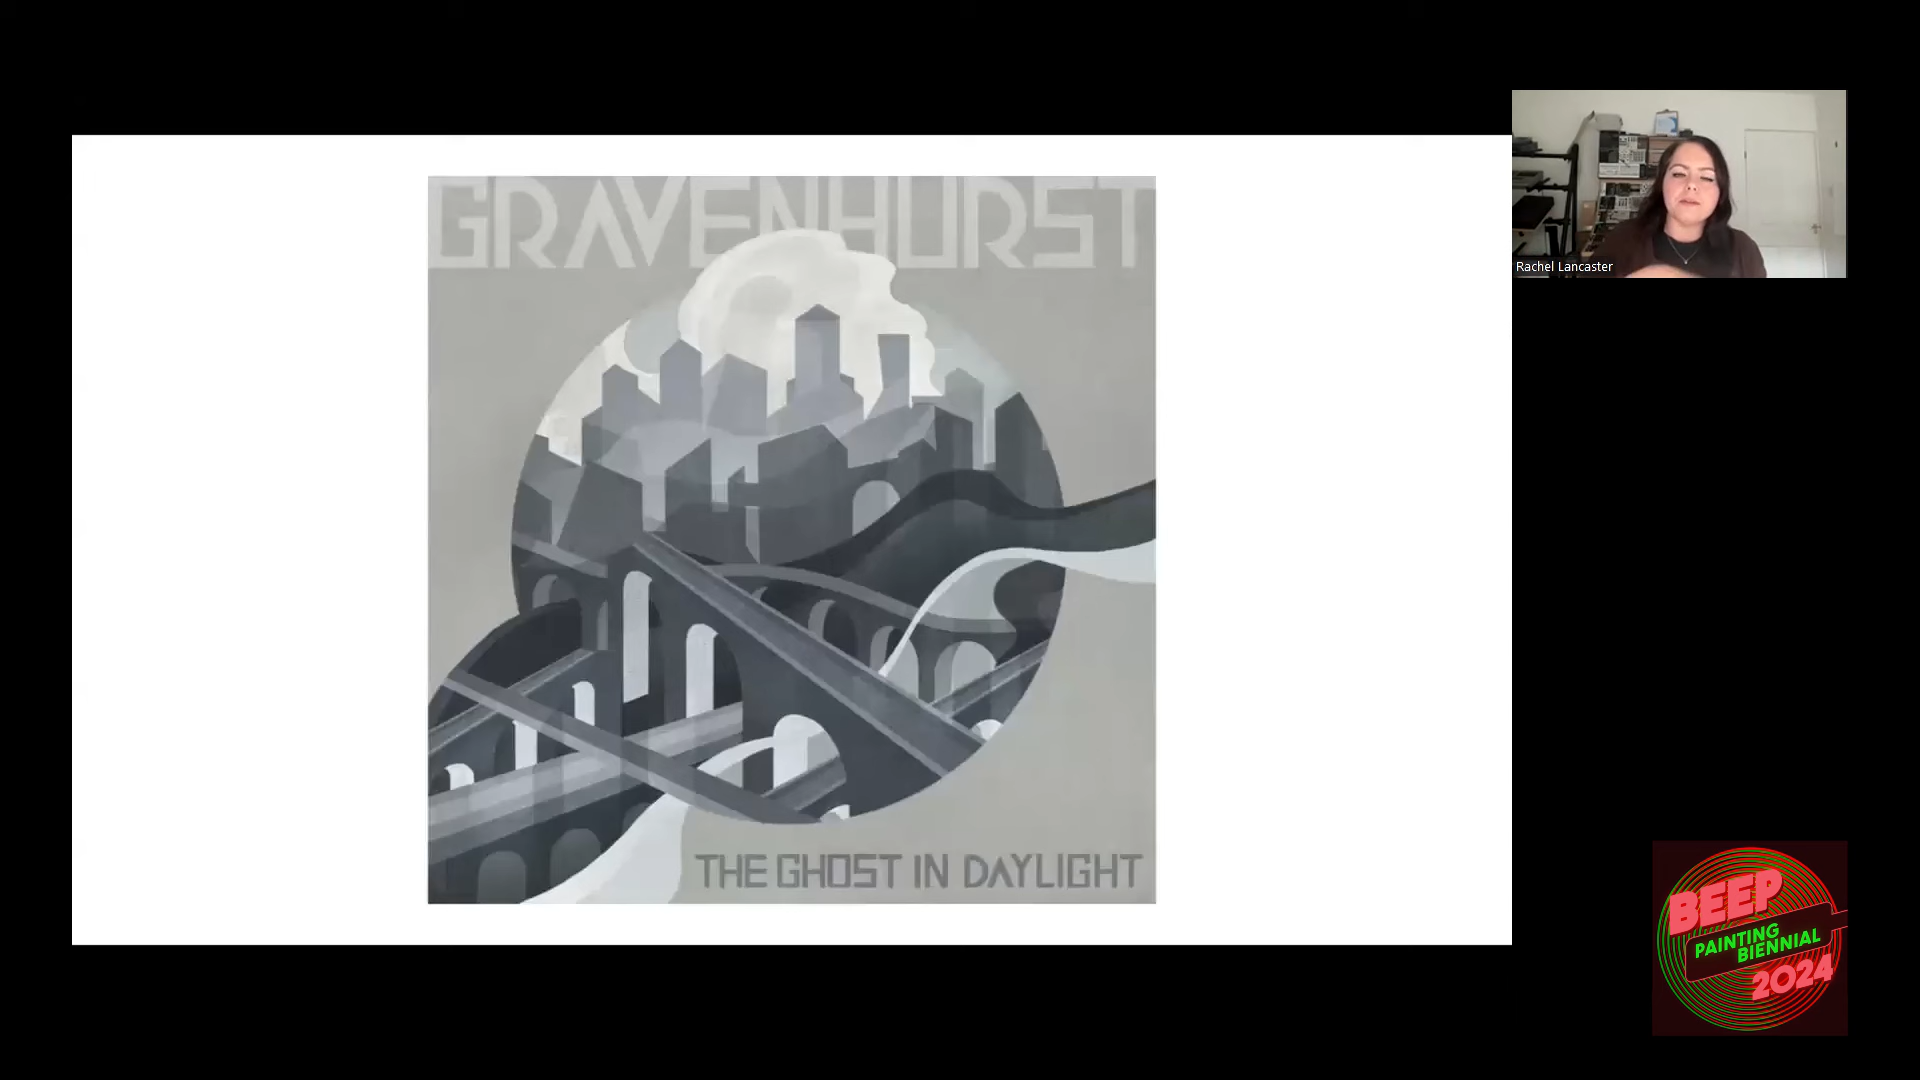 GRAVENHURST
THE GHOST IN DAYLIGHT
Rachel Lancaster
BEEP
PAINTING
BIENNIAL
2024